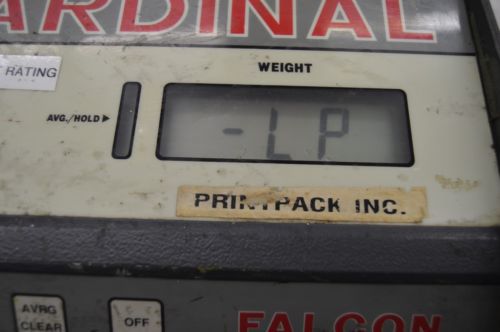 ARDINAL
RATING
WEIGHT
AVG./HOLD
-LP
PRINTPACK INC.
AVRG
CLEAR
OFF
FALCON